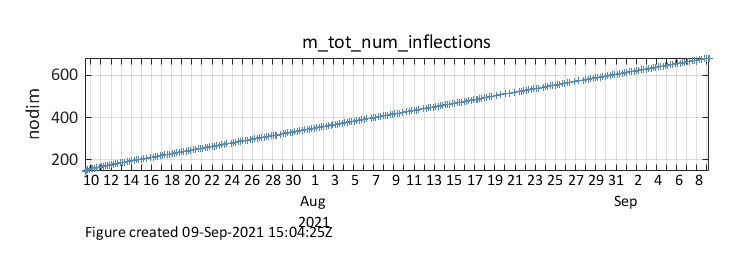 m_tot_num_inflections
nodim
600
400
200
10 12 14 16 18 20 22 24 26 28 30 1 3 5 7 9 11 13 15 17 19 21 23 25 27 29 31 2 4 6 8
Aug Sep
2021
Figure created 09-Sep-2021 15:04:25Z